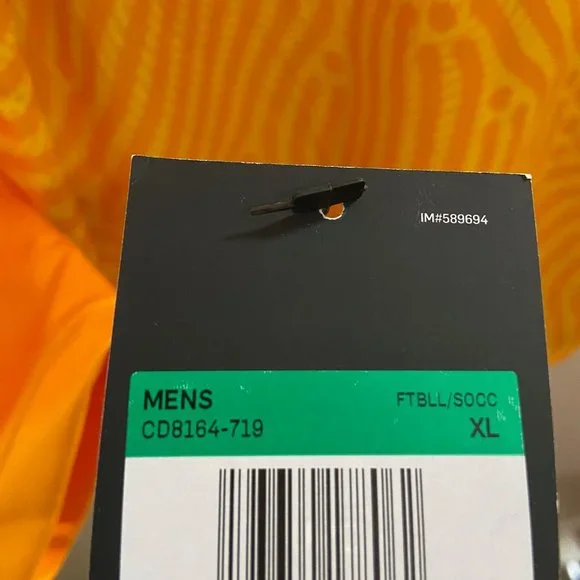 IM#589694
MENS FTBLL/SOCC
CD8164-719 XL